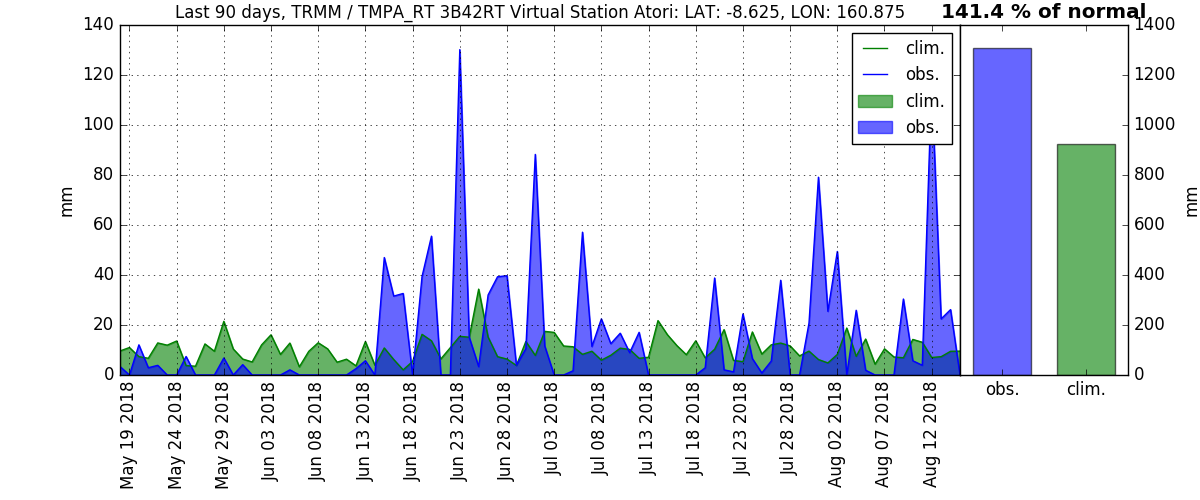 Last 90 days, TRMM / TMPA_RT 3B42RT Virtual Station Atori: LAT: -8.625, LON: 160.875
141.4 % of normal
140
120
100
80
60
40
20
0
mm
clim.
obs.
clim.
obs.
1400
1200
1000
800
600
400
200
0
mm
May 19 2018
May 24 2018
May 29 2018
Jun 03 2018
Jun 08 2018
Jun 13 2018
Jun 18 2018
Jun 23 2018
Jun 28 2018
Jul 03 2018
Jul 08 2018
Jul 13 2018
Jul 18 2018
Jul 23 2018
Jul 28 2018
Aug 02 2018
Aug 07 2018
Aug 12 2018
obs.
clim.